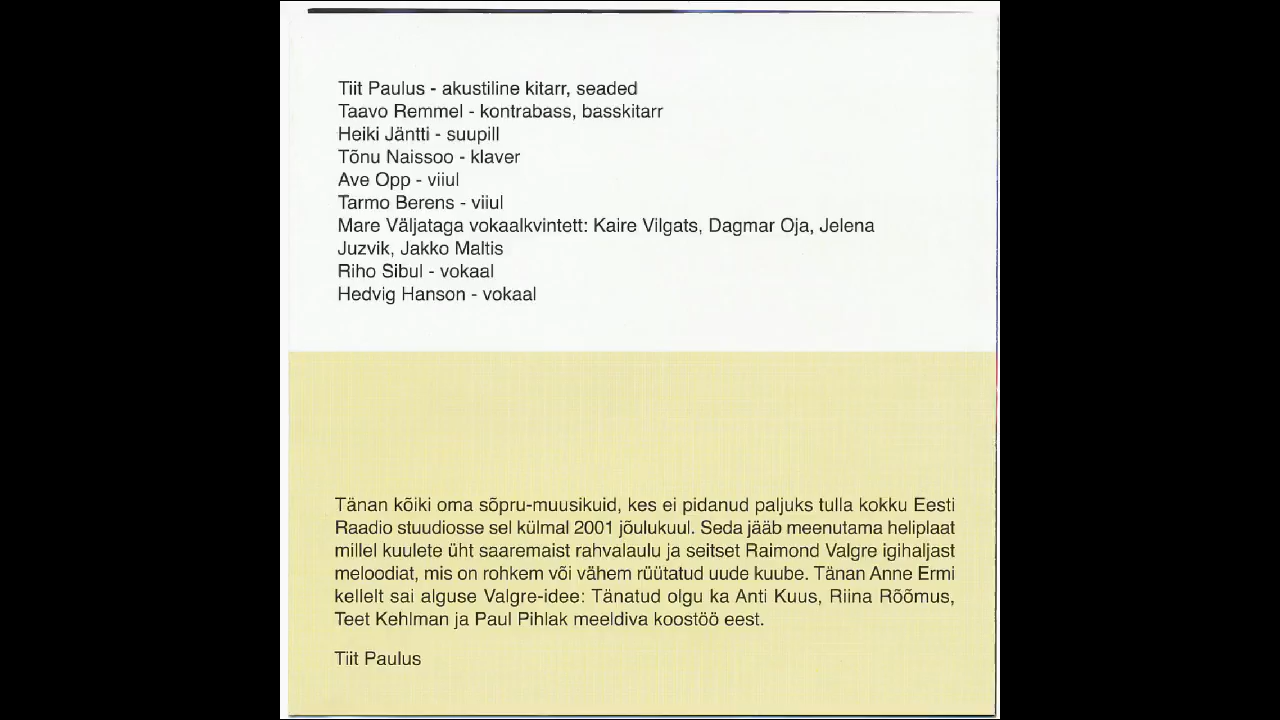 Tiit Paulus - akustiline kitarr, seaded
Taavo Remmel - kontrabass, basskitarr
Heiki Jäntti - suupill
Tõnu Naissoo - klaver
Ave Opp - viiul
Tarmo Berens - viiul
Mare Väljataga vokaalkvintett: Kaire Vilgats, Dagmar Oja, Jelena
Juzvik, Jakko Maltis
Riho Sibul - vokaal
Hedvig Hanson - vokaal
Tänan kõiki oma sõpru-muusikuid, kes ei pidanud paljuks tulla kokku Eesti
Raadio stuudiosse sel külmal 2001 jõulukuul. Seda jääb meenutama heliplaat
millel kuulete üht saaremaist rahvalaulu ja seitset Raimond Valgre igihaljast
meloodiat, mis on rohkem või vähem rüütatud uude kuube. Tänan Anne Ermi
kellelt sai alguse Valgre-idee: Tänatud olgu ka Anti Kuus, Riina Rõõmus,
Teet Kehlman ja Paul Pihlak meeldiva koostöö eest.
Tiit Paulus